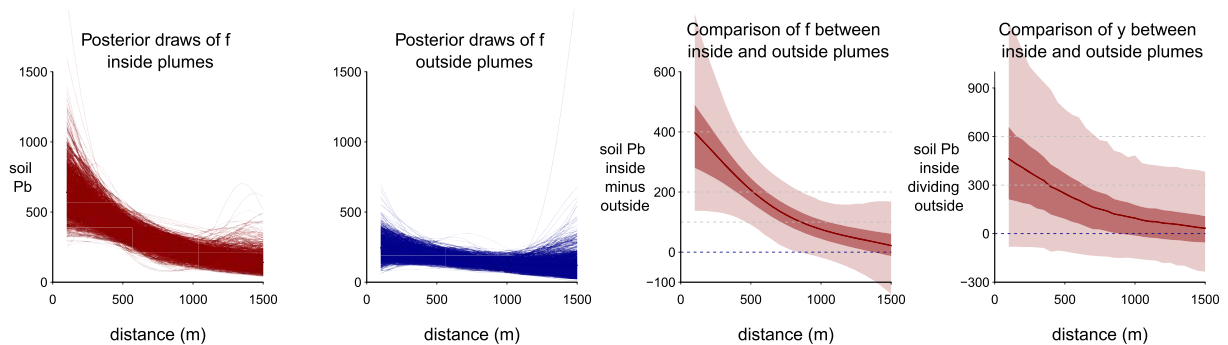 Posterior draws of f
inside plumes
1500
1000
500
0
soil
Pb
0
500
1000
1500
distance (m)
Posterior draws of f
outside plumes
1500
1000
500
0
0
500
1000
1500
distance (m)
Comparison of f between
inside and outside plumes
600
400
200
0
−100
soil Pb
inside
minus
outside
0
500
1000
1500
distance (m)
Comparison of y between
inside and outside plumes
900
600
300
0
−300
soil Pb
inside
dividing
outside
0
500
1000
1500
distance (m)